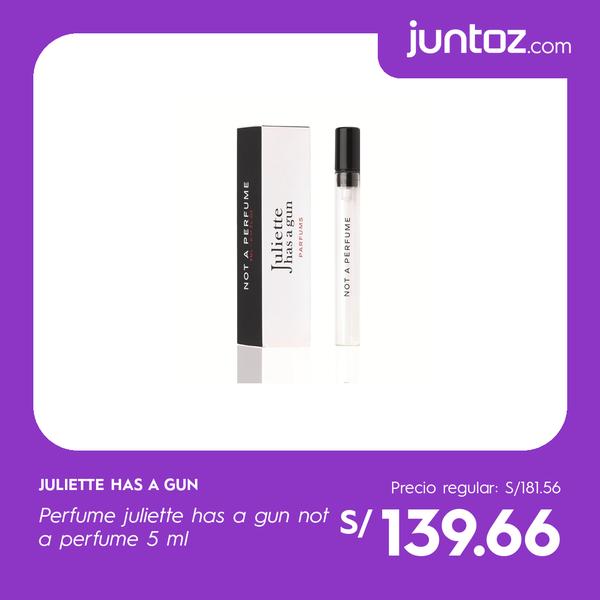 juntoz.com
NOT A PERFUME
Juliette
has a gun
PARFUMS
NOT A PERFUME
JULIETTE HAS A GUN
Perfume juliette has a gun not
a perfume 5 ml
Precio regular: S/181.56
S/139.66